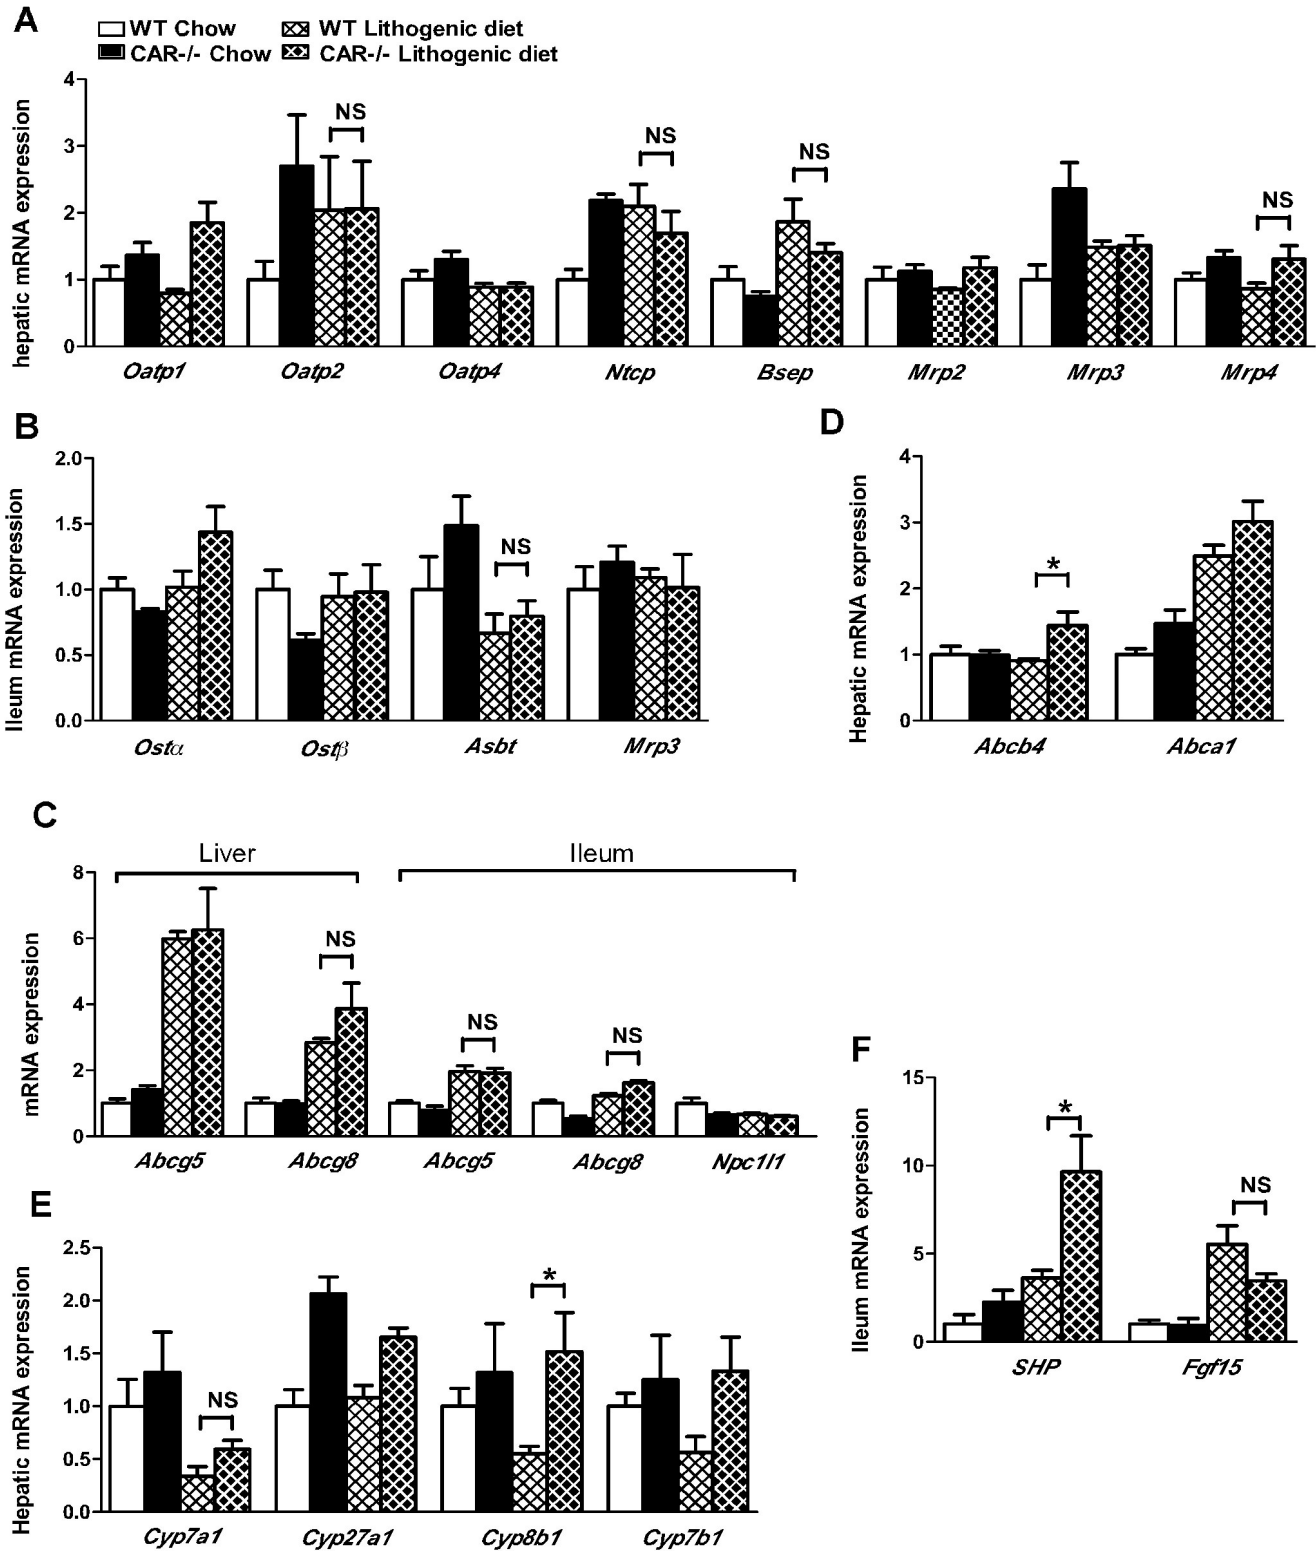 A
WT Chow WT Lithogenic diet
CAR-/- Chow CAR-/- Lithogenic diet
hepatic mRNA expression
4
3
2
1
0
NS
NS
NS
NS
Oatp1 Oatp2 Oatp4 Ntcp Bsep Mrp2 Mrp3 Mrp4
B
Ileum mRNA expression
2.0
1.5
1.0
0.5
0.0
NS
Ostα Ostβ Asbt Mrp3
D
Hepatic mRNA expression
4
3
2
1
0
*
Abcb4 Abca1
C
Liver Ileum
mRNA expression
8
6
4
2
0
NS
NS
NS
Abcg5 Abcg8 Abcg5 Abcg8 Npc1l1
E
Hepatic mRNA expression
2.5
2.0
1.5
1.0
0.5
0.0
NS
*
Cyp7a1 Cyp27a1 Cyp8b1 Cyp7b1
F
Ileum mRNA expression
15
10
5
0
*
NS
SHP Fgf15